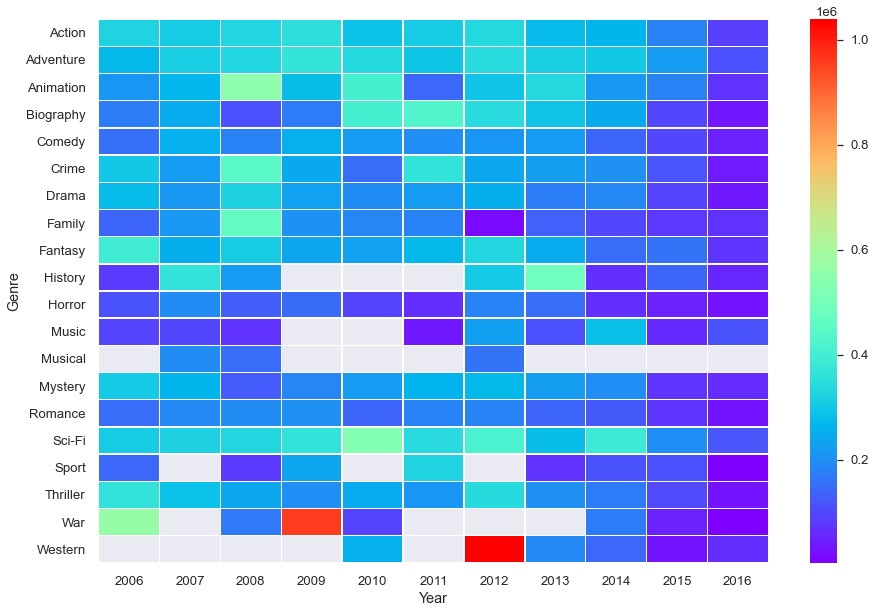 1e6
Action
Adventure
Animation
Biography
Comedy
Crime
Drama
Family
Fantasy
History
Horror
Music
Musical
Mystery
Romance
Sci-Fi
Sport
Thriller
War
Western
Genre
2006 2007 2008 2009 2010 2011 2012 2013 2014 2015 2016
Year
1.0
0.8
0.6
0.4
0.2